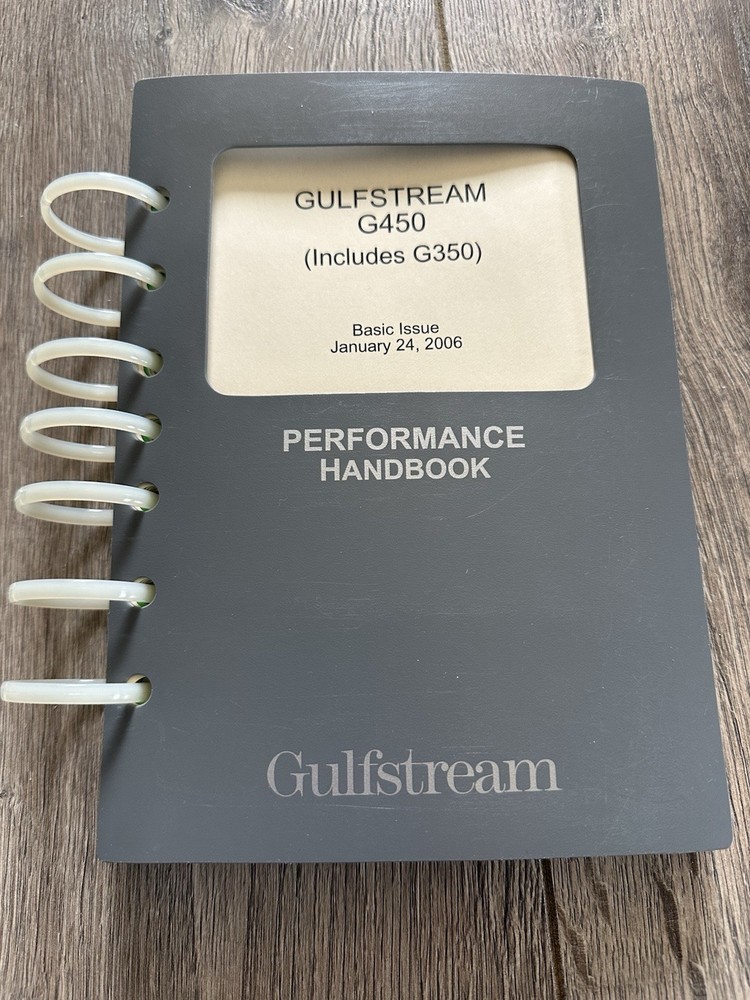 GULFSTREAM
G450
(Includes G350)
Basic Issue
January 24, 2006
PERFORMANCE
HANDBOOK
Gulfstream